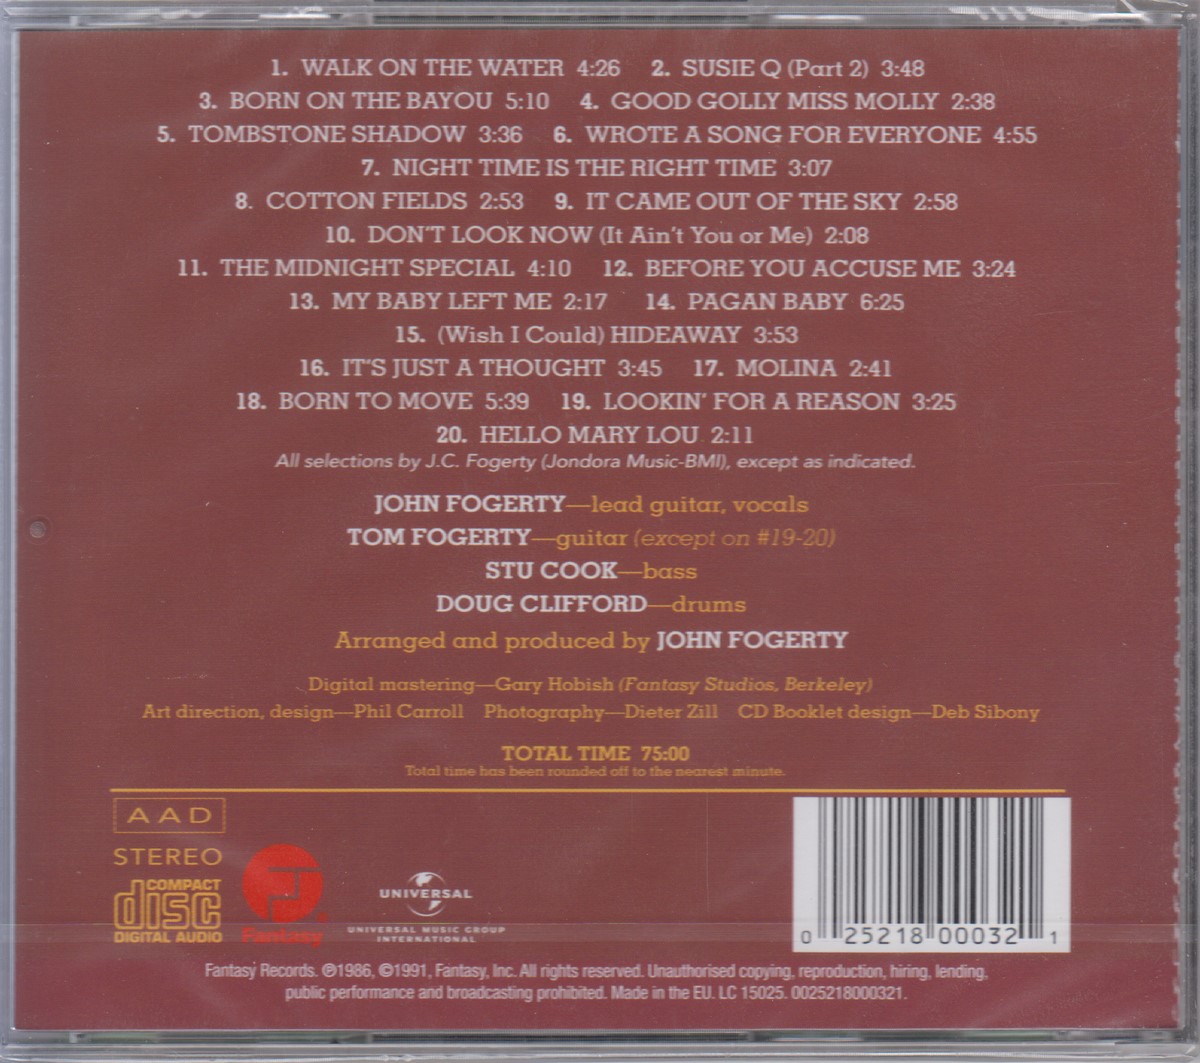 1. WALK ON THE WATER 4:26 2. SUSIE Q (Part 2) 3:48
3. BORN ON THE BAYOU 5:10 4. GOOD GOLLY MISS MOLLY 2:38
5. TOMBSTONE SHADOW 3:36 6. WROTE A SONG FOR EVERYONE 4:55
7. NIGHT TIME IS THE RIGHT TIME 3:07
8. COTTON FIELDS 2:53 9. IT CAME OUT OF THE SKY 2:58
10. DON'T LOOK NOW (It Ain't You or Me) 2:08
11. THE MIDNIGHT SPECIAL 4:10 12. BEFORE YOU ACCUSE ME 3:24
13. MY BABY LEFT ME 2:17 14. PAGAN BABY 6:25
15. (Wish I Could) HIDEAWAY 3:53
16. IT'S JUST A THOUGHT 3:45 17. MOLINA 2:41
18. BORN TO MOVE 5:39 19. LOOKIN' FOR A REASON 3:25
20. HELLO MARY LOU 2:11
All selections by J.C. Fogerty (Jondora Music-BMI), except as indicated.
JOHN FOGERTY—lead guitar, vocals
TOM FOGERTY—guitar (except on #19-20)
STU COOK—bass
DOUG CLIFFORD—drums
Arranged and produced by JOHN FOGERTY
Digital mastering—Gary Hobish (Fantasy Studios, Berkeley)
Art direction, design—Phil Carroll Photography—Dieter Zill CD Booklet design—Deb Sibony
TOTAL TIME 75:00
Total time has been rounded off to the nearest minute.
AAD
STEREO
COMPACT
disc
DIGITAL AUDIO
Fantasy
UNIVERSAL
UNIVERSAL MUSIC GROUP
INTERNATIONAL
0 25218 00032 1
Fantasy Records. ℗1986, ©1991, Fantasy, Inc. All rights reserved. Unauthorised copying, reproduction, hiring, lending,
public performance and broadcasting prohibited. Made in the EU. LC 15025. 0025218000321.